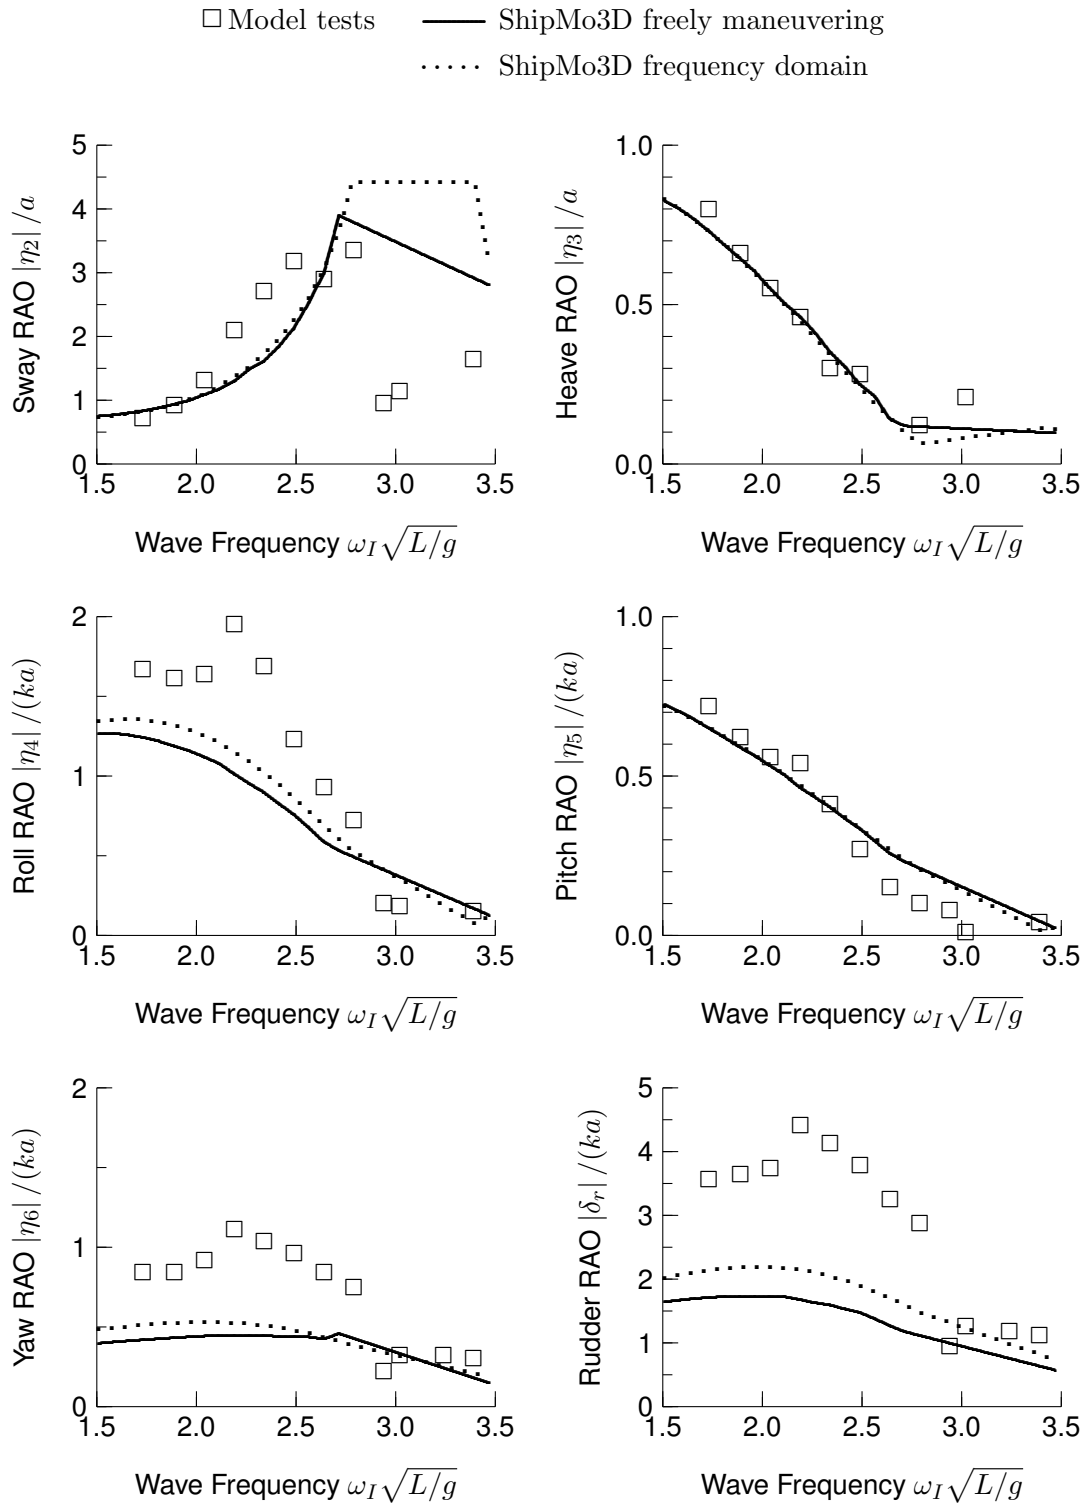 □ Model tests — ShipMo3D freely maneuvering
····· ShipMo3D frequency domain
Sway RAO |η₂|/a
5
4
3
2
1
0
1.5 2.0 2.5 3.0 3.5
Wave Frequency ω_I√(L/g)
Heave RAO |η₃|/a
1.0
0.5
0.0
1.5 2.0 2.5 3.0 3.5
Wave Frequency ω_I√(L/g)
Roll RAO |η₄|/(ka)
2
1
0
1.5 2.0 2.5 3.0 3.5
Wave Frequency ω_I√(L/g)
Pitch RAO |η₅|/(ka)
1.0
0.5
0.0
1.5 2.0 2.5 3.0 3.5
Wave Frequency ω_I√(L/g)
Yaw RAO |η₆|/(ka)
2
1
0
1.5 2.0 2.5 3.0 3.5
Wave Frequency ω_I√(L/g)
Rudder RAO |δ_r|/(ka)
5
4
3
2
1
0
1.5 2.0 2.5 3.0 3.5
Wave Frequency ω_I√(L/g)